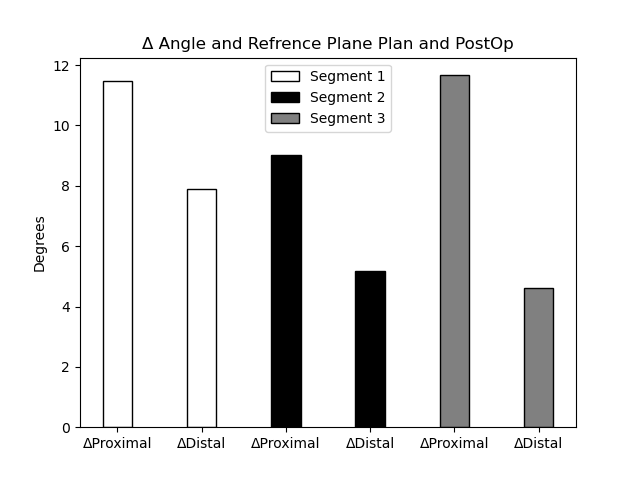 Δ Angle and Refrence Plane Plan and PostOp
Segment 1
Segment 2
Segment 3
12
10
8
6
4
2
0
Degrees
ΔProximal ΔDistal ΔProximal ΔDistal ΔProximal ΔDistal